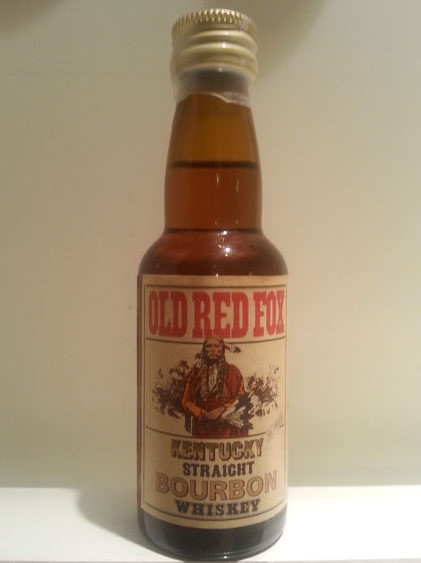 OLD RED FOX
KENTUCKY
STRAIGHT
BOURBON
WHISKEY